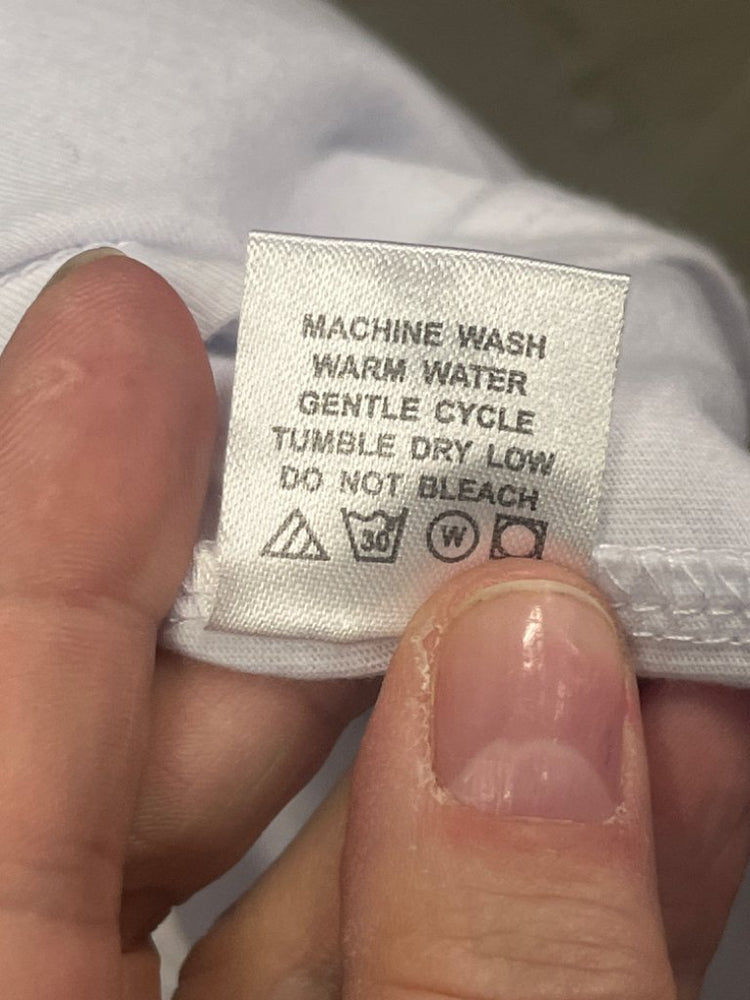 MACHINE WASH
WARM WATER
GENTLE CYCLE
TUMBLE DRY LOW
DO NOT BLEACH
30 W